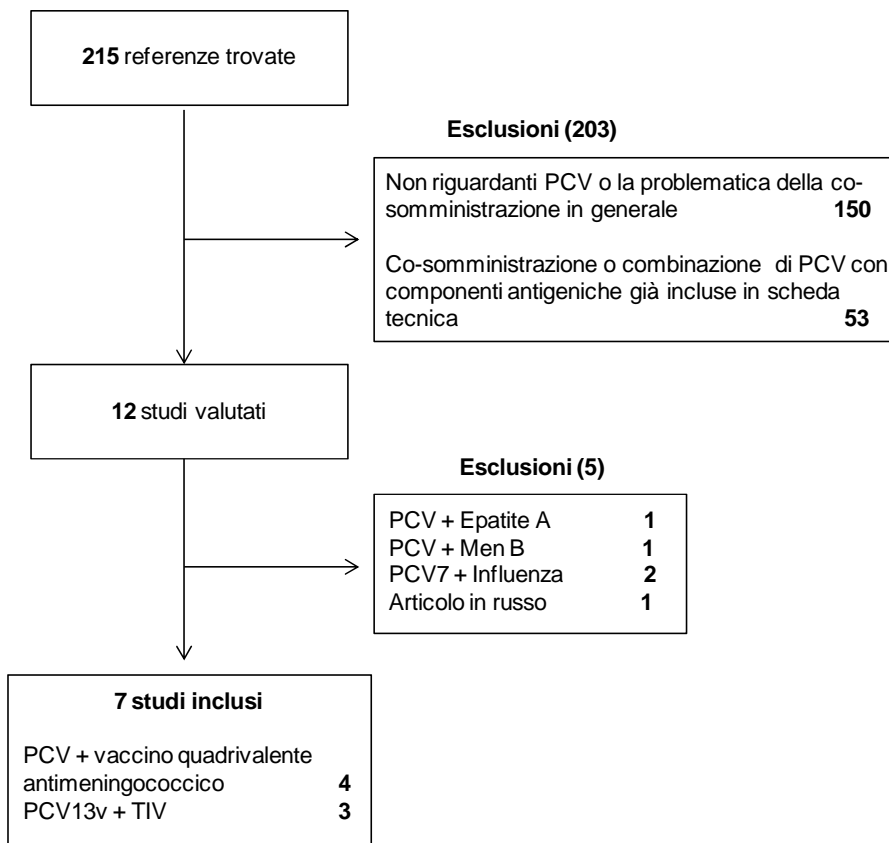 215 referenze trovate
Esclusioni (203)
Non riguardanti PCV o la problematica della co-
somministrazione in generale 150
Co-somministrazione o combinazione di PCV con
componenti antigeniche già incluse in scheda
tecnica 53
12 studi valutati
Esclusioni (5)
PCV + Epatite A 1
PCV + Men B 1
PCV7 + Influenza 2
Articolo in russo 1
7 studi inclusi
PCV + vaccino quadrivalente
antimeningococcico 4
PCV13v + TIV 3